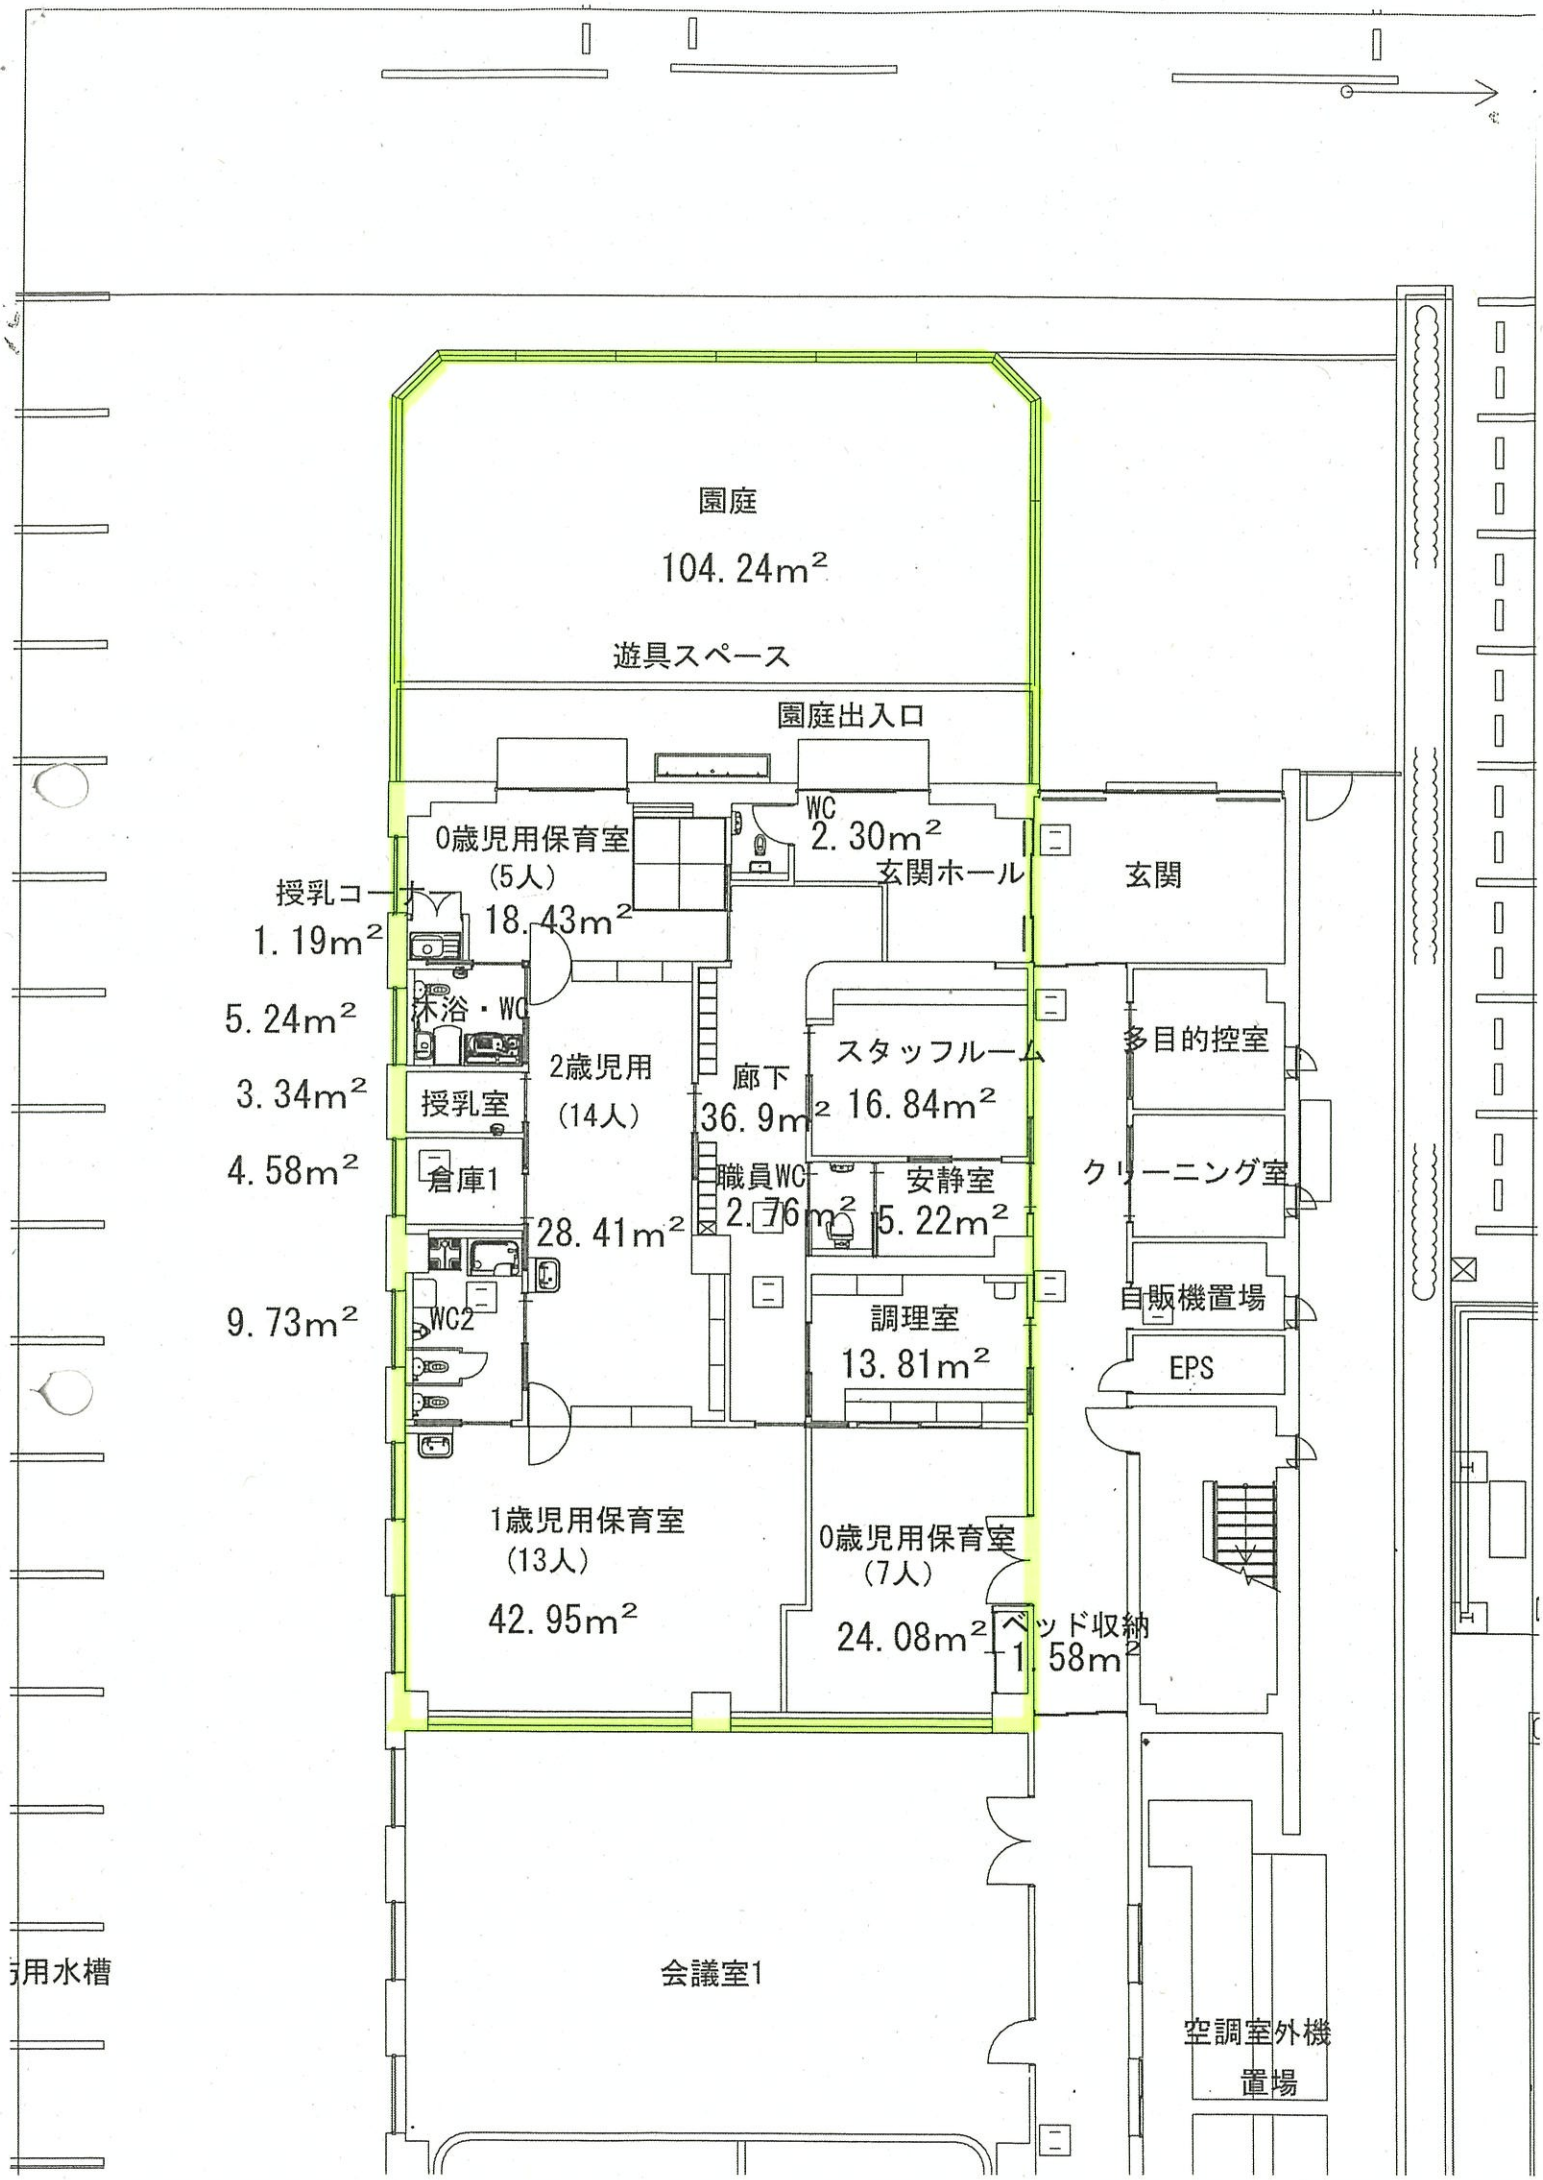 園庭
104.24m²
遊具スペース
園庭出入口
0歳児用保育室
(5人)
18.43m²
WC
2.30m²
玄関ホール
玄関
授乳コーナー
1.19m²
沐浴・WC
5.24m²
授乳室
3.34m²
倉庫1
4.58m²
WC2
9.73m²
2歳児用
(14人)
28.41m²
廊下
36.9m²
スタッフルーム
16.84m²
職員WC
2.76m²
安静室
5.22m²
調理室
13.81m²
多目的控室
クリーニング室
自販機置場
EPS
1歳児用保育室
(13人)
42.95m²
0歳児用保育室
(7人)
24.08m²
ベッド収納
1.58m²
会議室1
用水槽
空調室外機
置場